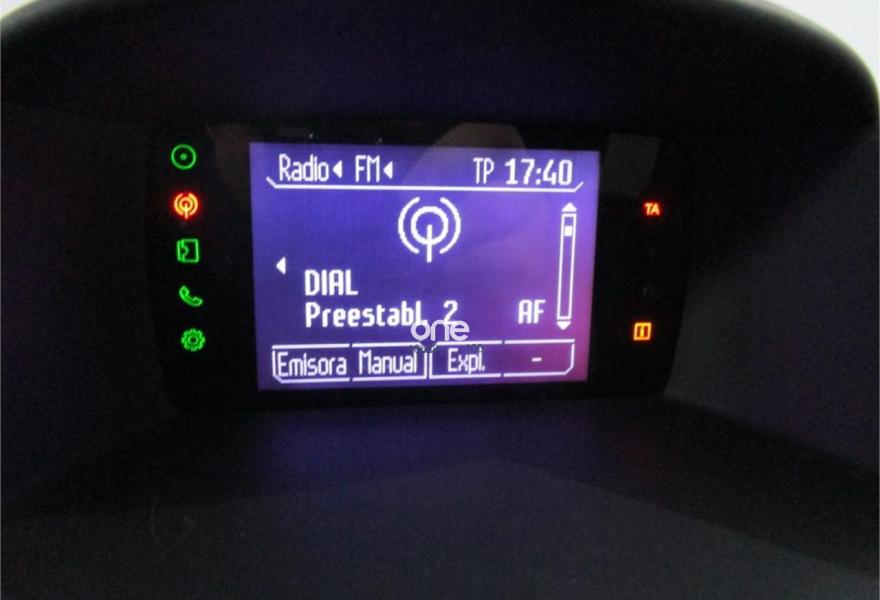 Radio FM TP 17:40
TA
DIAL
Preestabl. 2 AF
one
Emisora Manual Expl. -